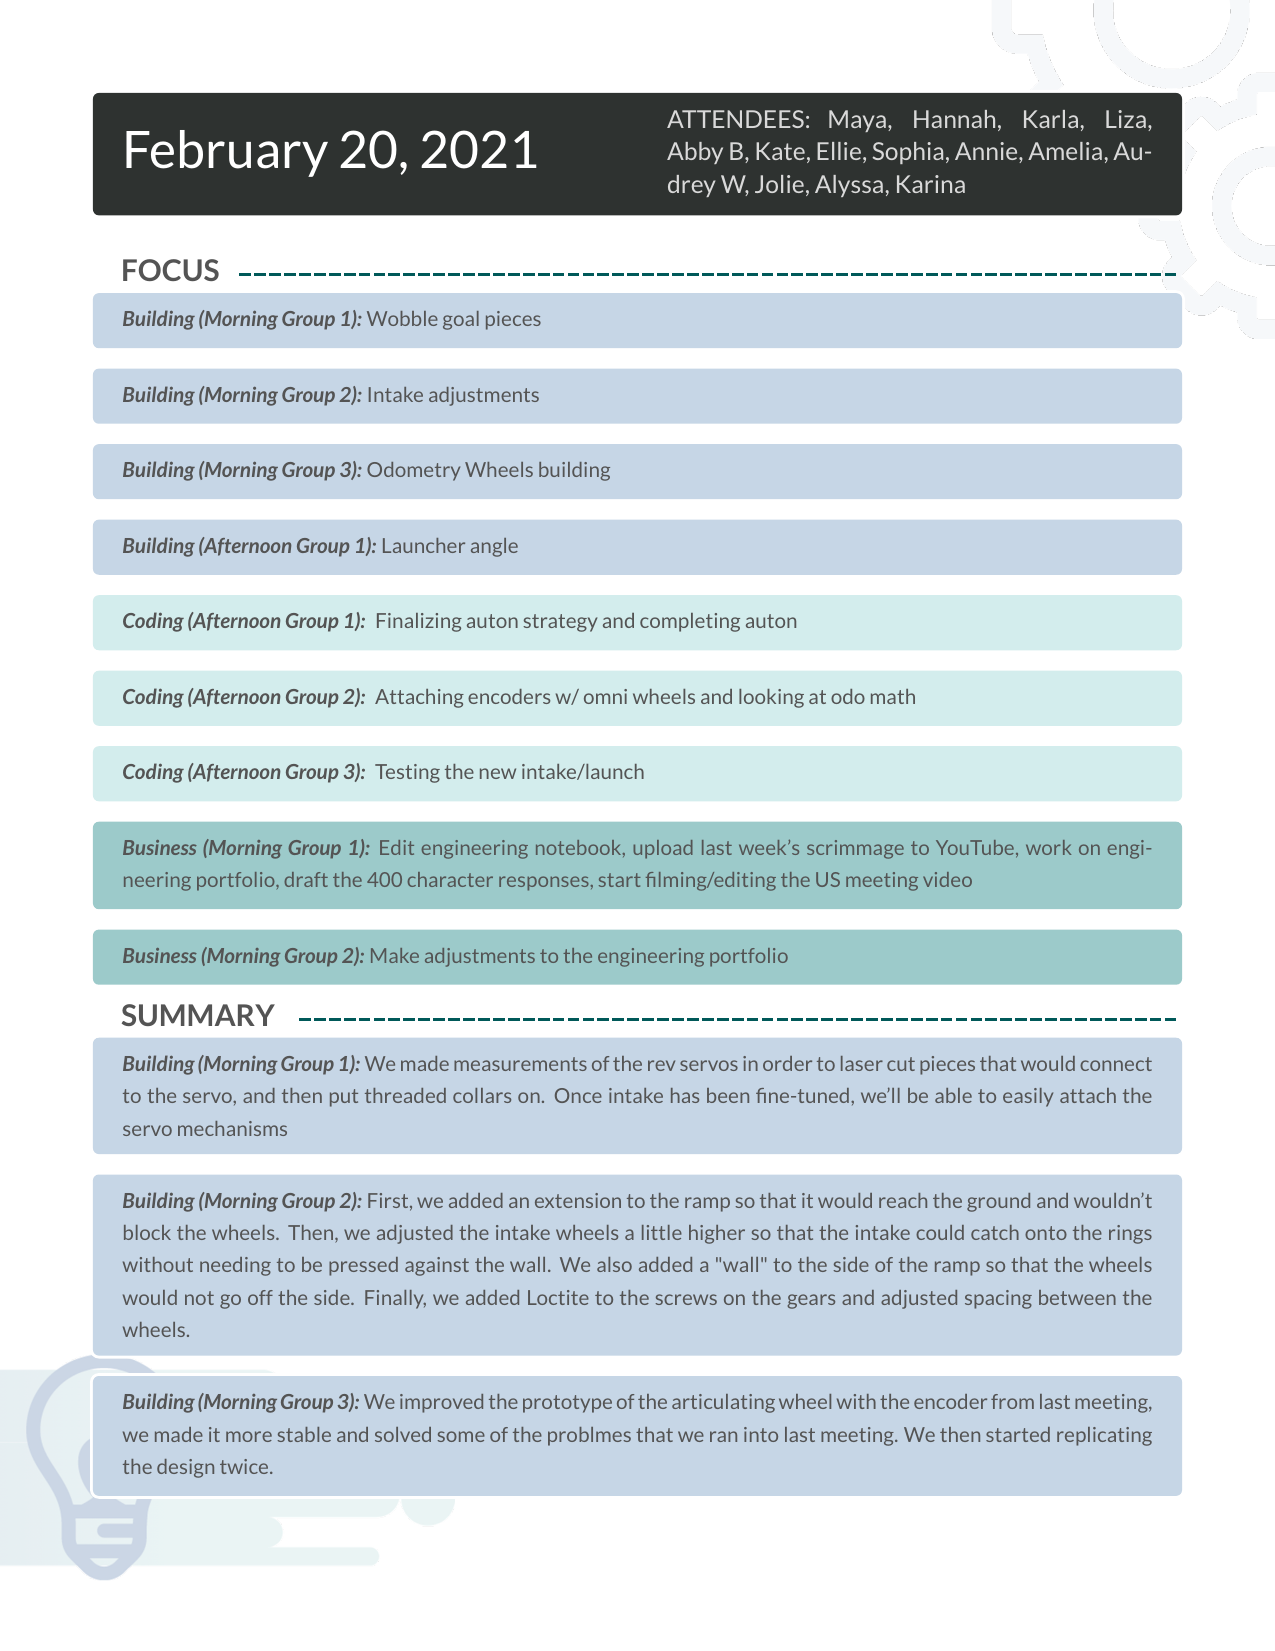 February 20, 2021
ATTENDEES: Maya, Hannah, Karla, Liza,
Abby B, Kate, Ellie, Sophia, Annie, Amelia, Au-
drey W, Jolie, Alyssa, Karina
FOCUS
Building (Morning Group 1): Wobble goal pieces
Building (Morning Group 2): Intake adjustments
Building (Morning Group 3): Odometry Wheels building
Building (Afternoon Group 1): Launcher angle
Coding (Afternoon Group 1): Finalizing auton strategy and completing auton
Coding (Afternoon Group 2): Attaching encoders w/ omni wheels and looking at odo math
Coding (Afternoon Group 3): Testing the new intake/launch
Business (Morning Group 1): Edit engineering notebook, upload last week's scrimmage to YouTube, work on engi-
neering portfolio, draft the 400 character responses, start filming/editing the US meeting video
Business (Morning Group 2): Make adjustments to the engineering portfolio
SUMMARY
Building (Morning Group 1): We made measurements of the rev servos in order to laser cut pieces that would connect
to the servo, and then put threaded collars on. Once intake has been fine-tuned, we'll be able to easily attach the
servo mechanisms
Building (Morning Group 2): First, we added an extension to the ramp so that it would reach the ground and wouldn't
block the wheels. Then, we adjusted the intake wheels a little higher so that the intake could catch onto the rings
without needing to be pressed against the wall. We also added a "wall" to the side of the ramp so that the wheels
would not go off the side. Finally, we added Loctite to the screws on the gears and adjusted spacing between the
wheels.
Building (Morning Group 3): We improved the prototype of the articulating wheel with the encoder from last meeting,
we made it more stable and solved some of the problmes that we ran into last meeting. We then started replicating
the design twice.